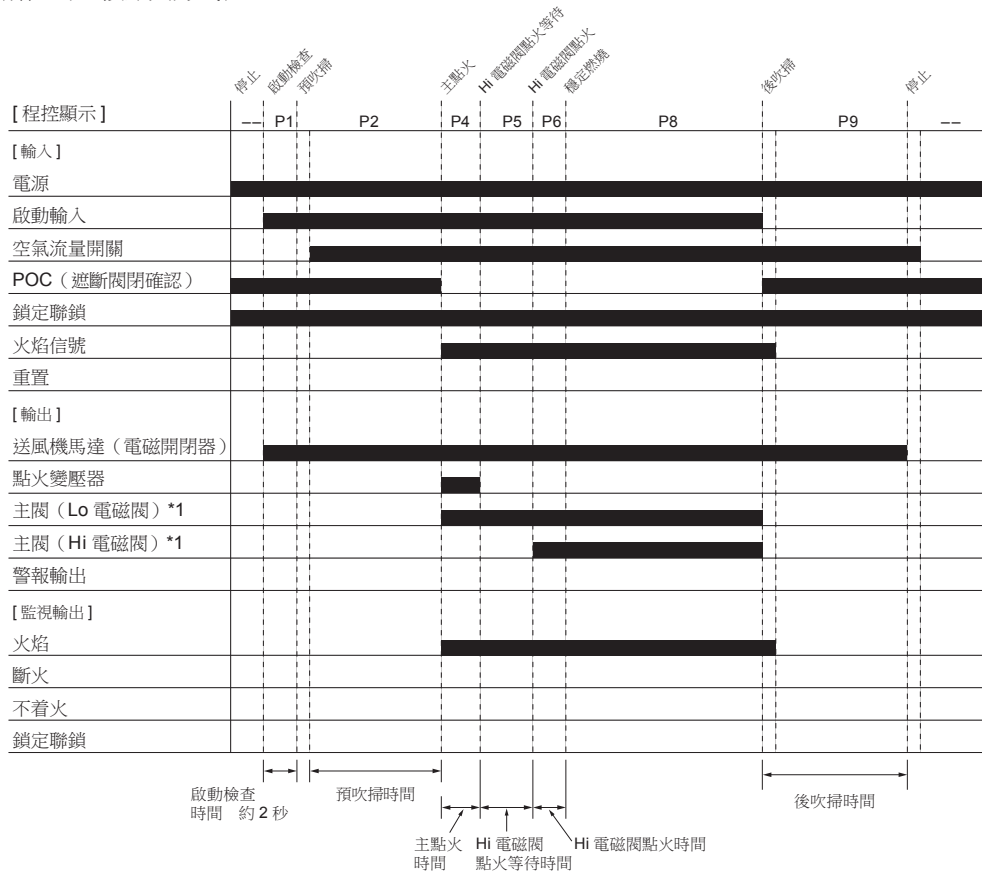 停止
啟動檢查
預吹掃
主點火
Hi 電磁閥點火等待
Hi 電磁閥點火
穩定燃燒
後吹掃
停止
[程控顯示] −− P1 P2 P4 P5 P6 P8 P9 −−
[輸入]
電源
啟動輸入
空氣流量開關
POC（遮斷閥閉確認）
鎖定聯鎖
火焰信號
重置
[輸出]
送風機馬達（電磁開閉器）
點火變壓器
主閥（Lo 電磁閥）*1
主閥（Hi 電磁閥）*1
警報輸出
[監視輸出]
火焰
斷火
不着火
鎖定聯鎖
啟動檢查
時間 約 2 秒
預吹掃時間
後吹掃時間
主點火
時間
Hi 電磁閥
點火等待時間
Hi 電磁閥點火時間